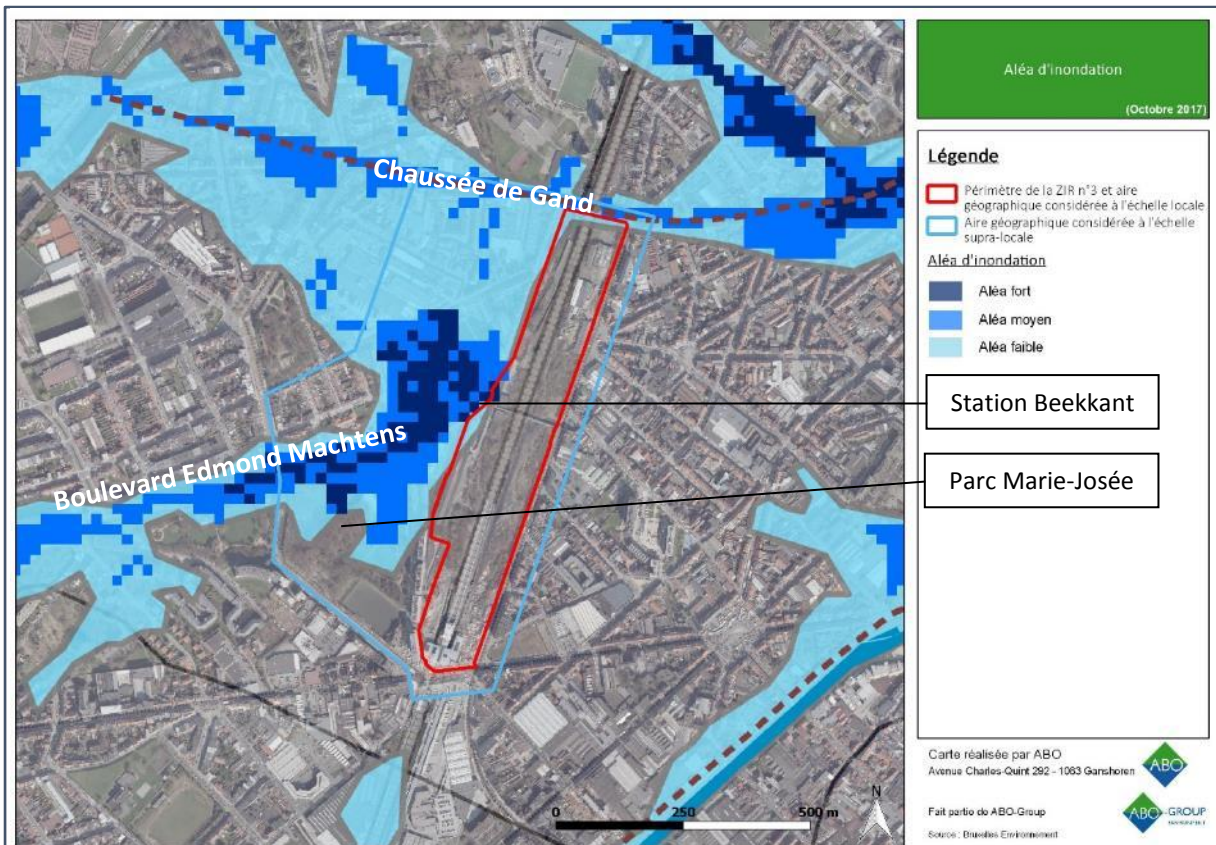 Chaussée de Gand
Boulevard Edmond Machtens
0 250 500 m
N
Aléa d'inondation
(Octobre 2017)
Légende
Périmètre de la ZIR n°3 et aire
géographique considérée à l'échelle locale
Aire géographique considérée à l'échelle
supra-locale
Aléa d'inondation
Aléa fort
Aléa moyen
Aléa faible
Station Beekkant
Parc Marie-Josée
Carte réalisée par ABO
Avenue Charles-Quint 292 - 1083 Ganshoren
ABO
Fait partie de ABO-Group
ABO-GROUP
ENVIRONMENT
Source : Bruxelles Environnement